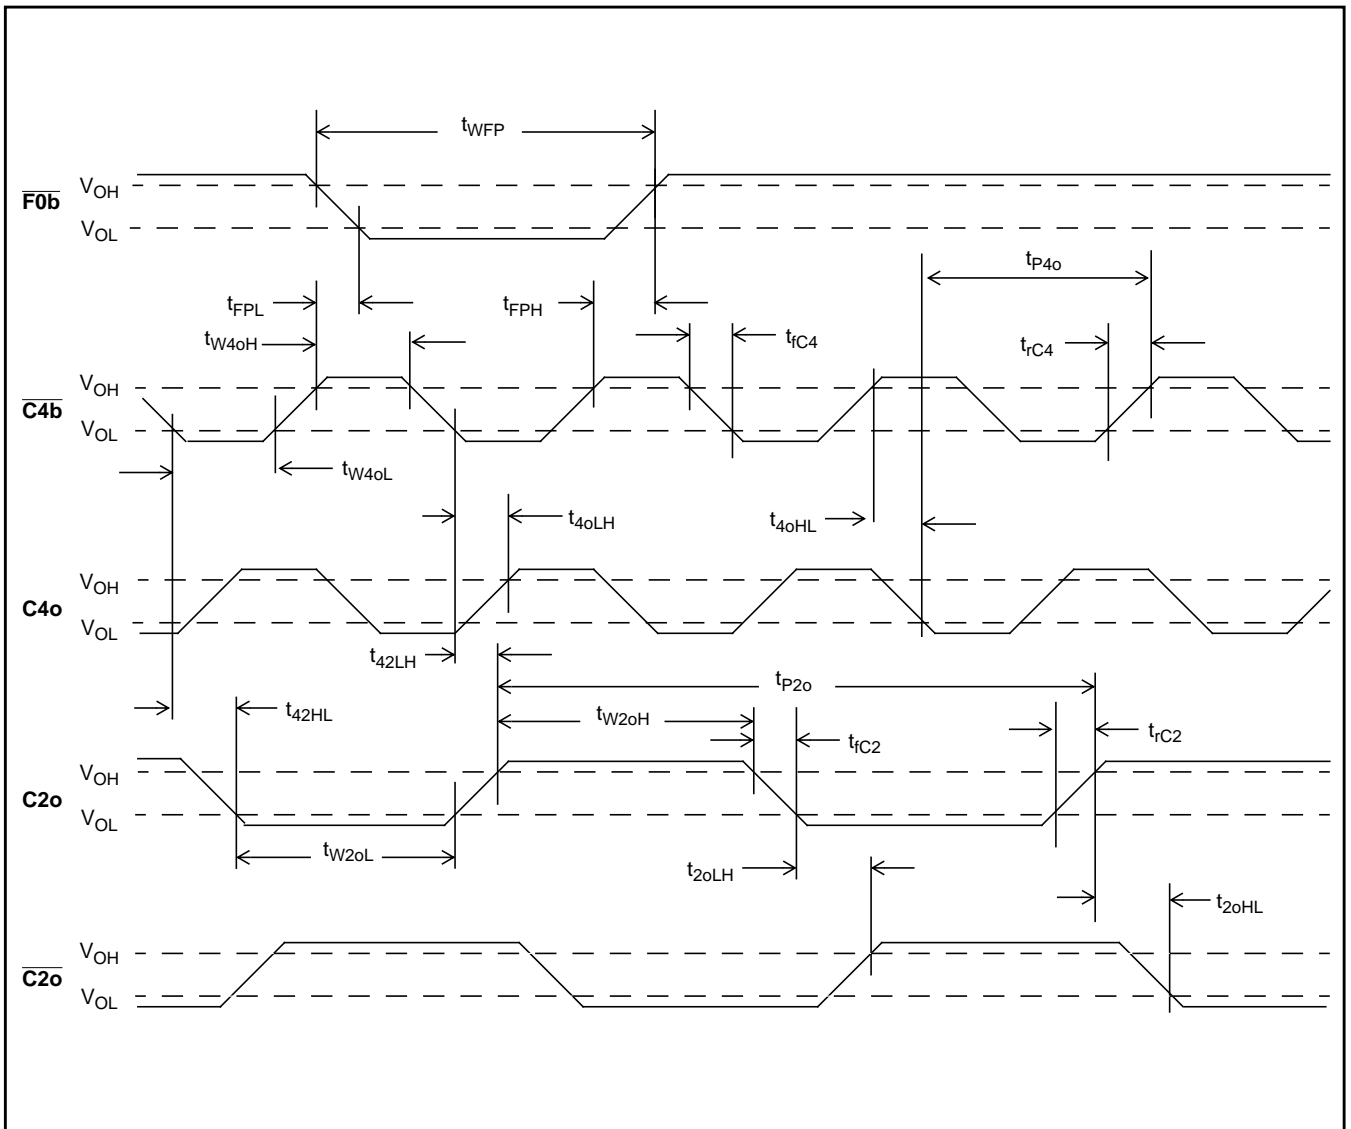 tWFP
VOH
F0b
VOL
tP4o
tFPL
tFPH
tW4oH
tfC4
trC4
VOH
C4b
VOL
tW4oL
t4oLH
t4oHL
VOH
C4o
VOL
t42LH
tP2o
t42HL
tW2oH
tfC2
trC2
VOH
C2o
VOL
tW2oL
t2oLH
t2oHL
VOH
C2o
VOL